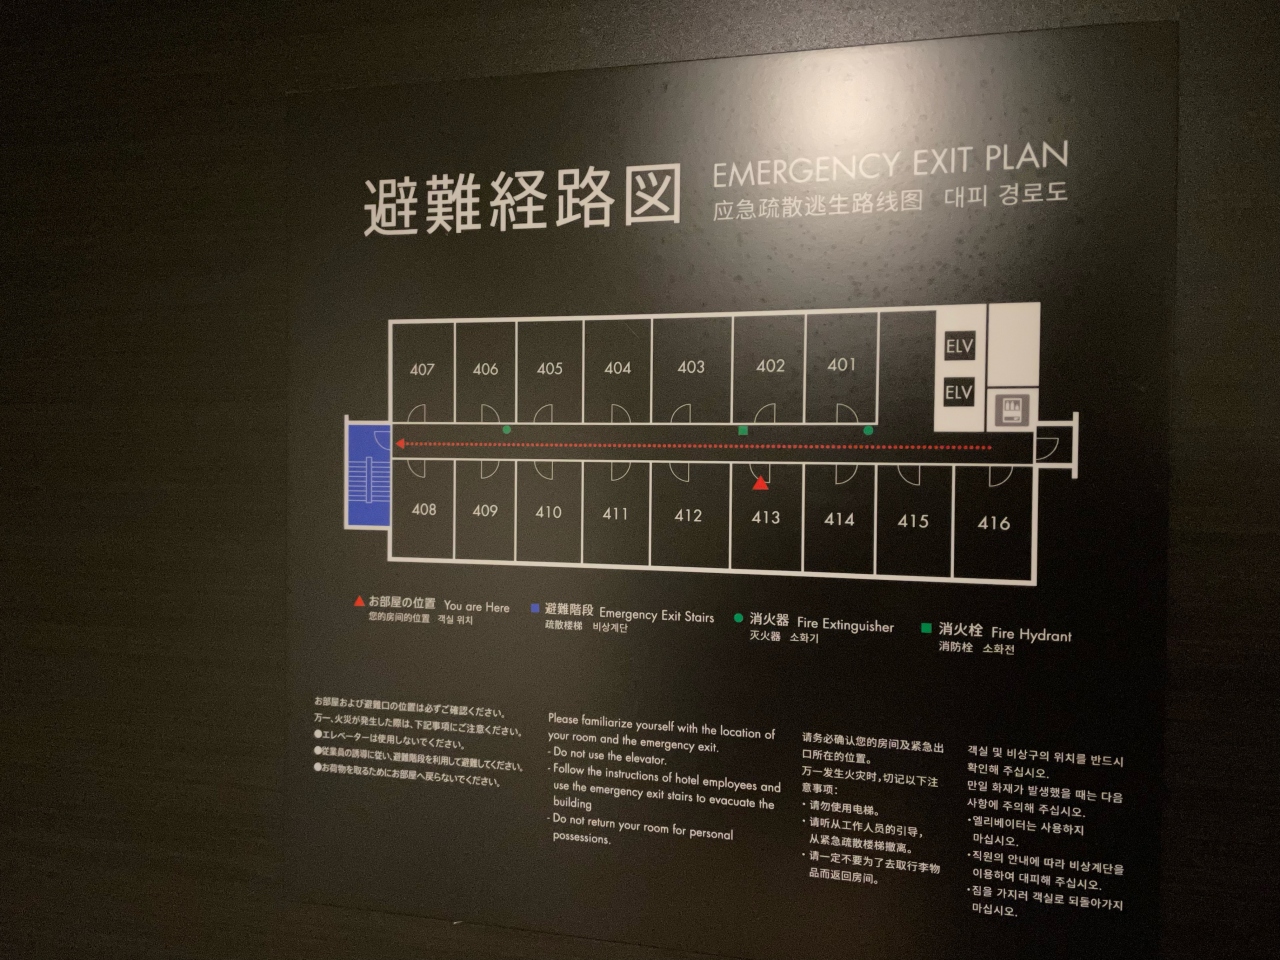 避難経路図
EMERGENCY EXIT PLAN
应急疏散逃生路线图 대피 경로도
407 406 405 404 403 402 401
ELV
ELV
408 409 410 411 412 413 414 415 416
お部屋の位置 You are Here
您的房间的位置 객실 위치
避難階段 Emergency Exit Stairs
疏散楼梯 비상계단
消火器 Fire Extinguisher
灭火器 소화기
消火栓 Fire Hydrant
消防栓 소화전
お部屋および避難口の位置は必ずご確認ください。
万一、火災が発生した際は、下記事項にご注意ください。
●エレベーターは使用しないでください。
●従業員の誘導に従い、避難階段を利用して避難してください。
●お荷物を取るためにお部屋へ戻らないでください。
Please familiarize yourself with the location of
your room and the emergency exit.
- Do not use the elevator.
- Follow the instructions of hotel employees and
use the emergency exit stairs to evacuate the
building
- Do not return your room for personal
possessions.
请务必确认您的房间及紧急出
口所在的位置。
万一发生火灾时,切记以下注
意事项:
・请勿使用电梯。
・请听从工作人员的引导,
从紧急疏散楼梯撤离。
・请一定不要为了去取行李物
品而返回房间。
객실 및 비상구의 위치를 반드시
확인해 주십시오.
만일 화재가 발생했을 때는 다음
사항에 주의해 주십시오.
・엘리베이터는 사용하지
마십시오.
・직원의 안내에 따라 비상계단을
이용하여 대피해 주십시오.
・짐을 가지러 객실로 되돌아가지
마십시오.